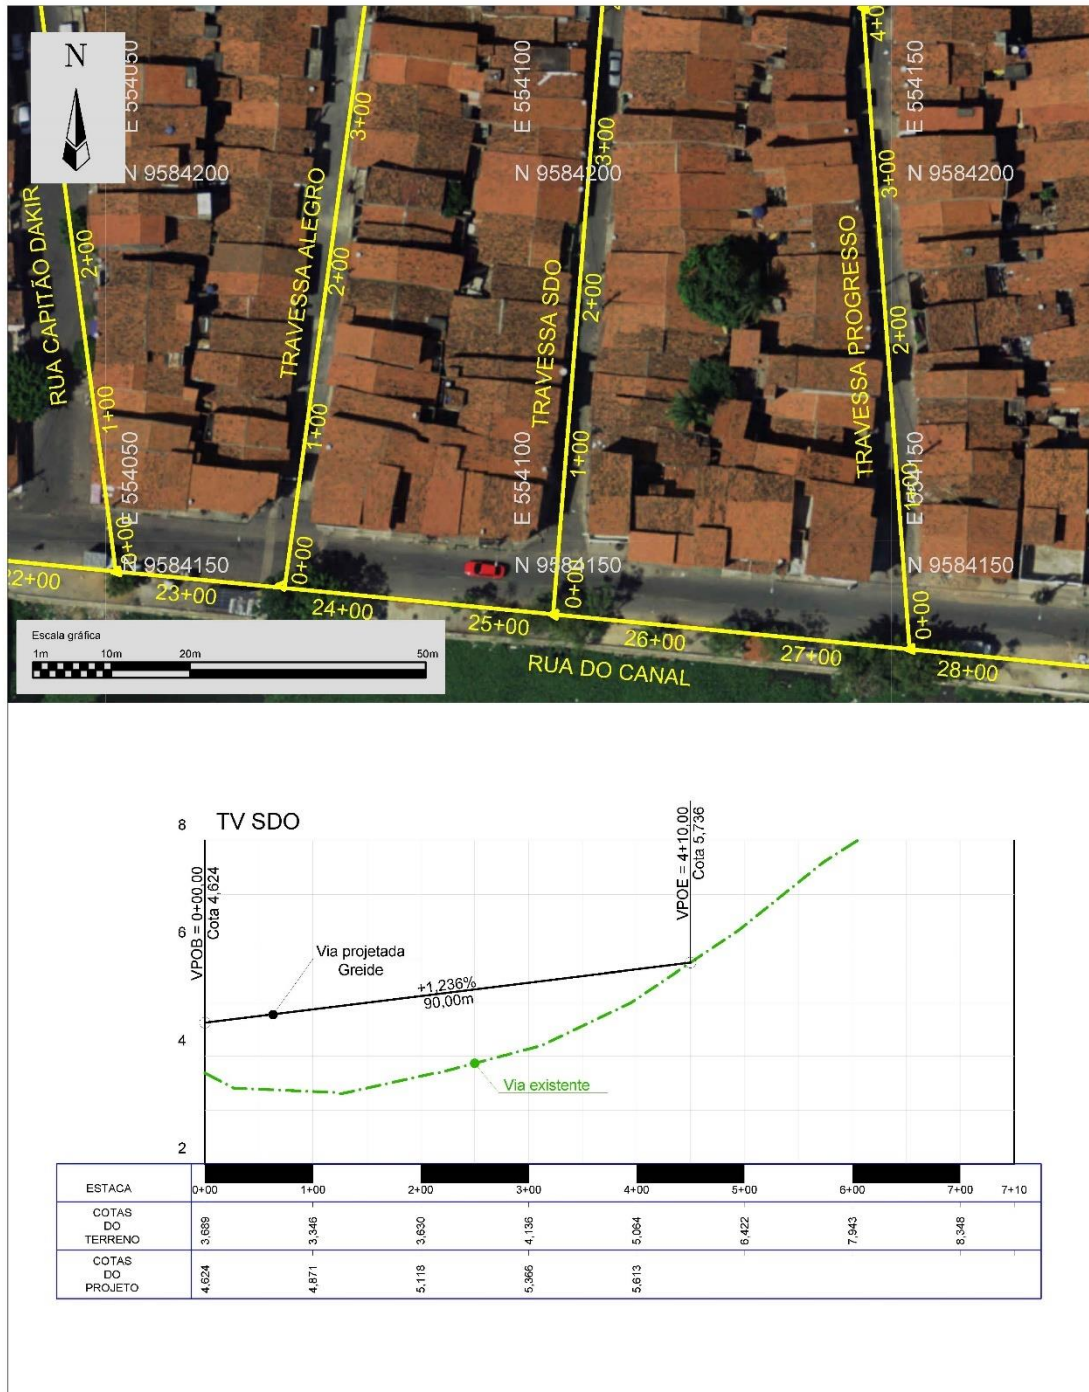 N
E 554050
E 554100
E 554150
4+0
3+00
3+00
3+00
N 9584200
N 9584200
N 9584200
RUA CAPITÃO DAKIR
TRAVESSA ALEGRO
TRAVESSA SDO
TRAVESSA PROGRESSO
2+00
2+00
2+00
2+00
1+00
1+00
1+00
1+00
E 554050
E 554100
E 554150
0+00
0+00
0+00
0+00
N 9584150
N 9584150
N 9584150
22+00
23+00
24+00
25+00
26+00
27+00
28+00
RUA DO CANAL
Escala gráfica
1m 10m 20m 50m
TV SDO
8
6
4
2
VPOB = 0+00,00
Cota 4,624
VPOE = 4+10,00
Cota 5,736
Via projetada
Greide
+1,236%
90,00m
Via existente
ESTACA 0+00 1+00 2+00 3+00 4+00 5+00 6+00 7+00 7+10
COTAS
DO
TERRENO
3,689 3,346 3,630 4,136 5,064 6,422 7,943 8,348
COTAS
DO
PROJETO
4,624 4,871 5,118 5,366 5,613